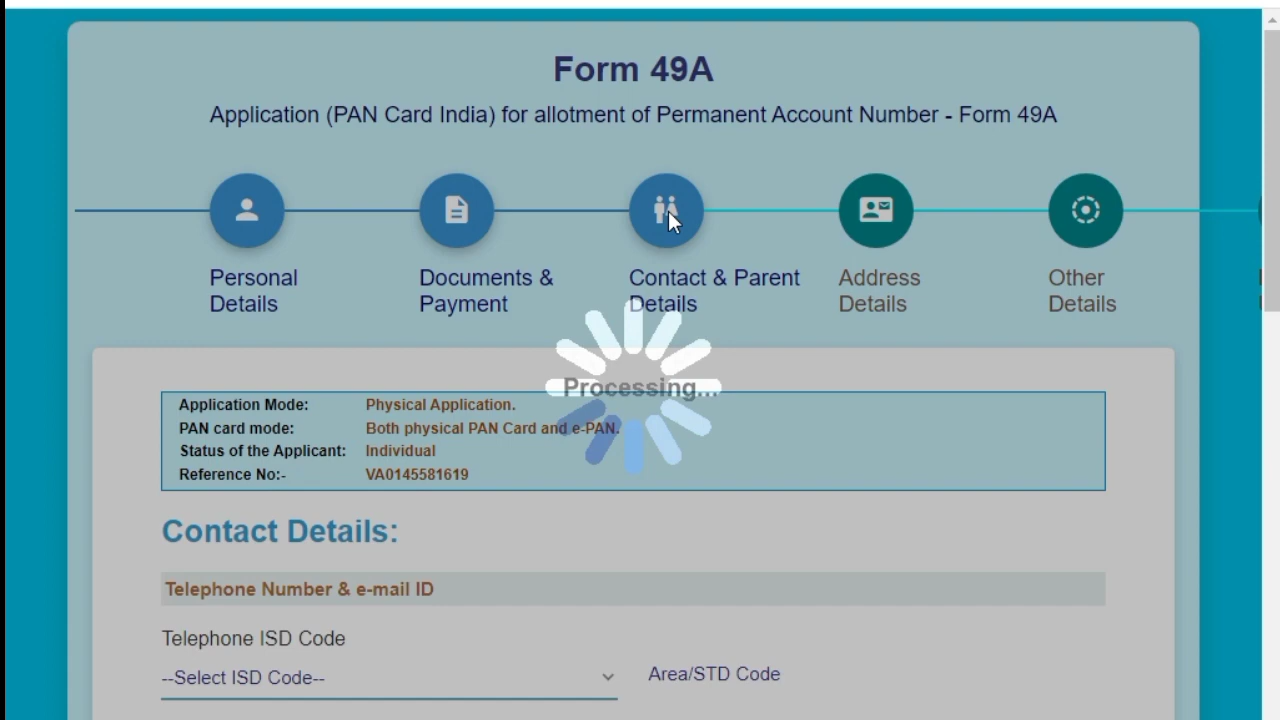 Form 49A
Application (PAN Card India) for allotment of Permanent Account Number - Form 49A
Personal Details
Documents & Payment
Contact & Parent Details
Address Details
Other Details
Processing...
Application Mode: Physical Application.
PAN card mode: Both physical PAN Card and e-PAN.
Status of the Applicant: Individual
Reference No:- VA0145581619
Contact Details:
Telephone Number & e-mail ID
Telephone ISD Code
--Select ISD Code--
Area/STD Code